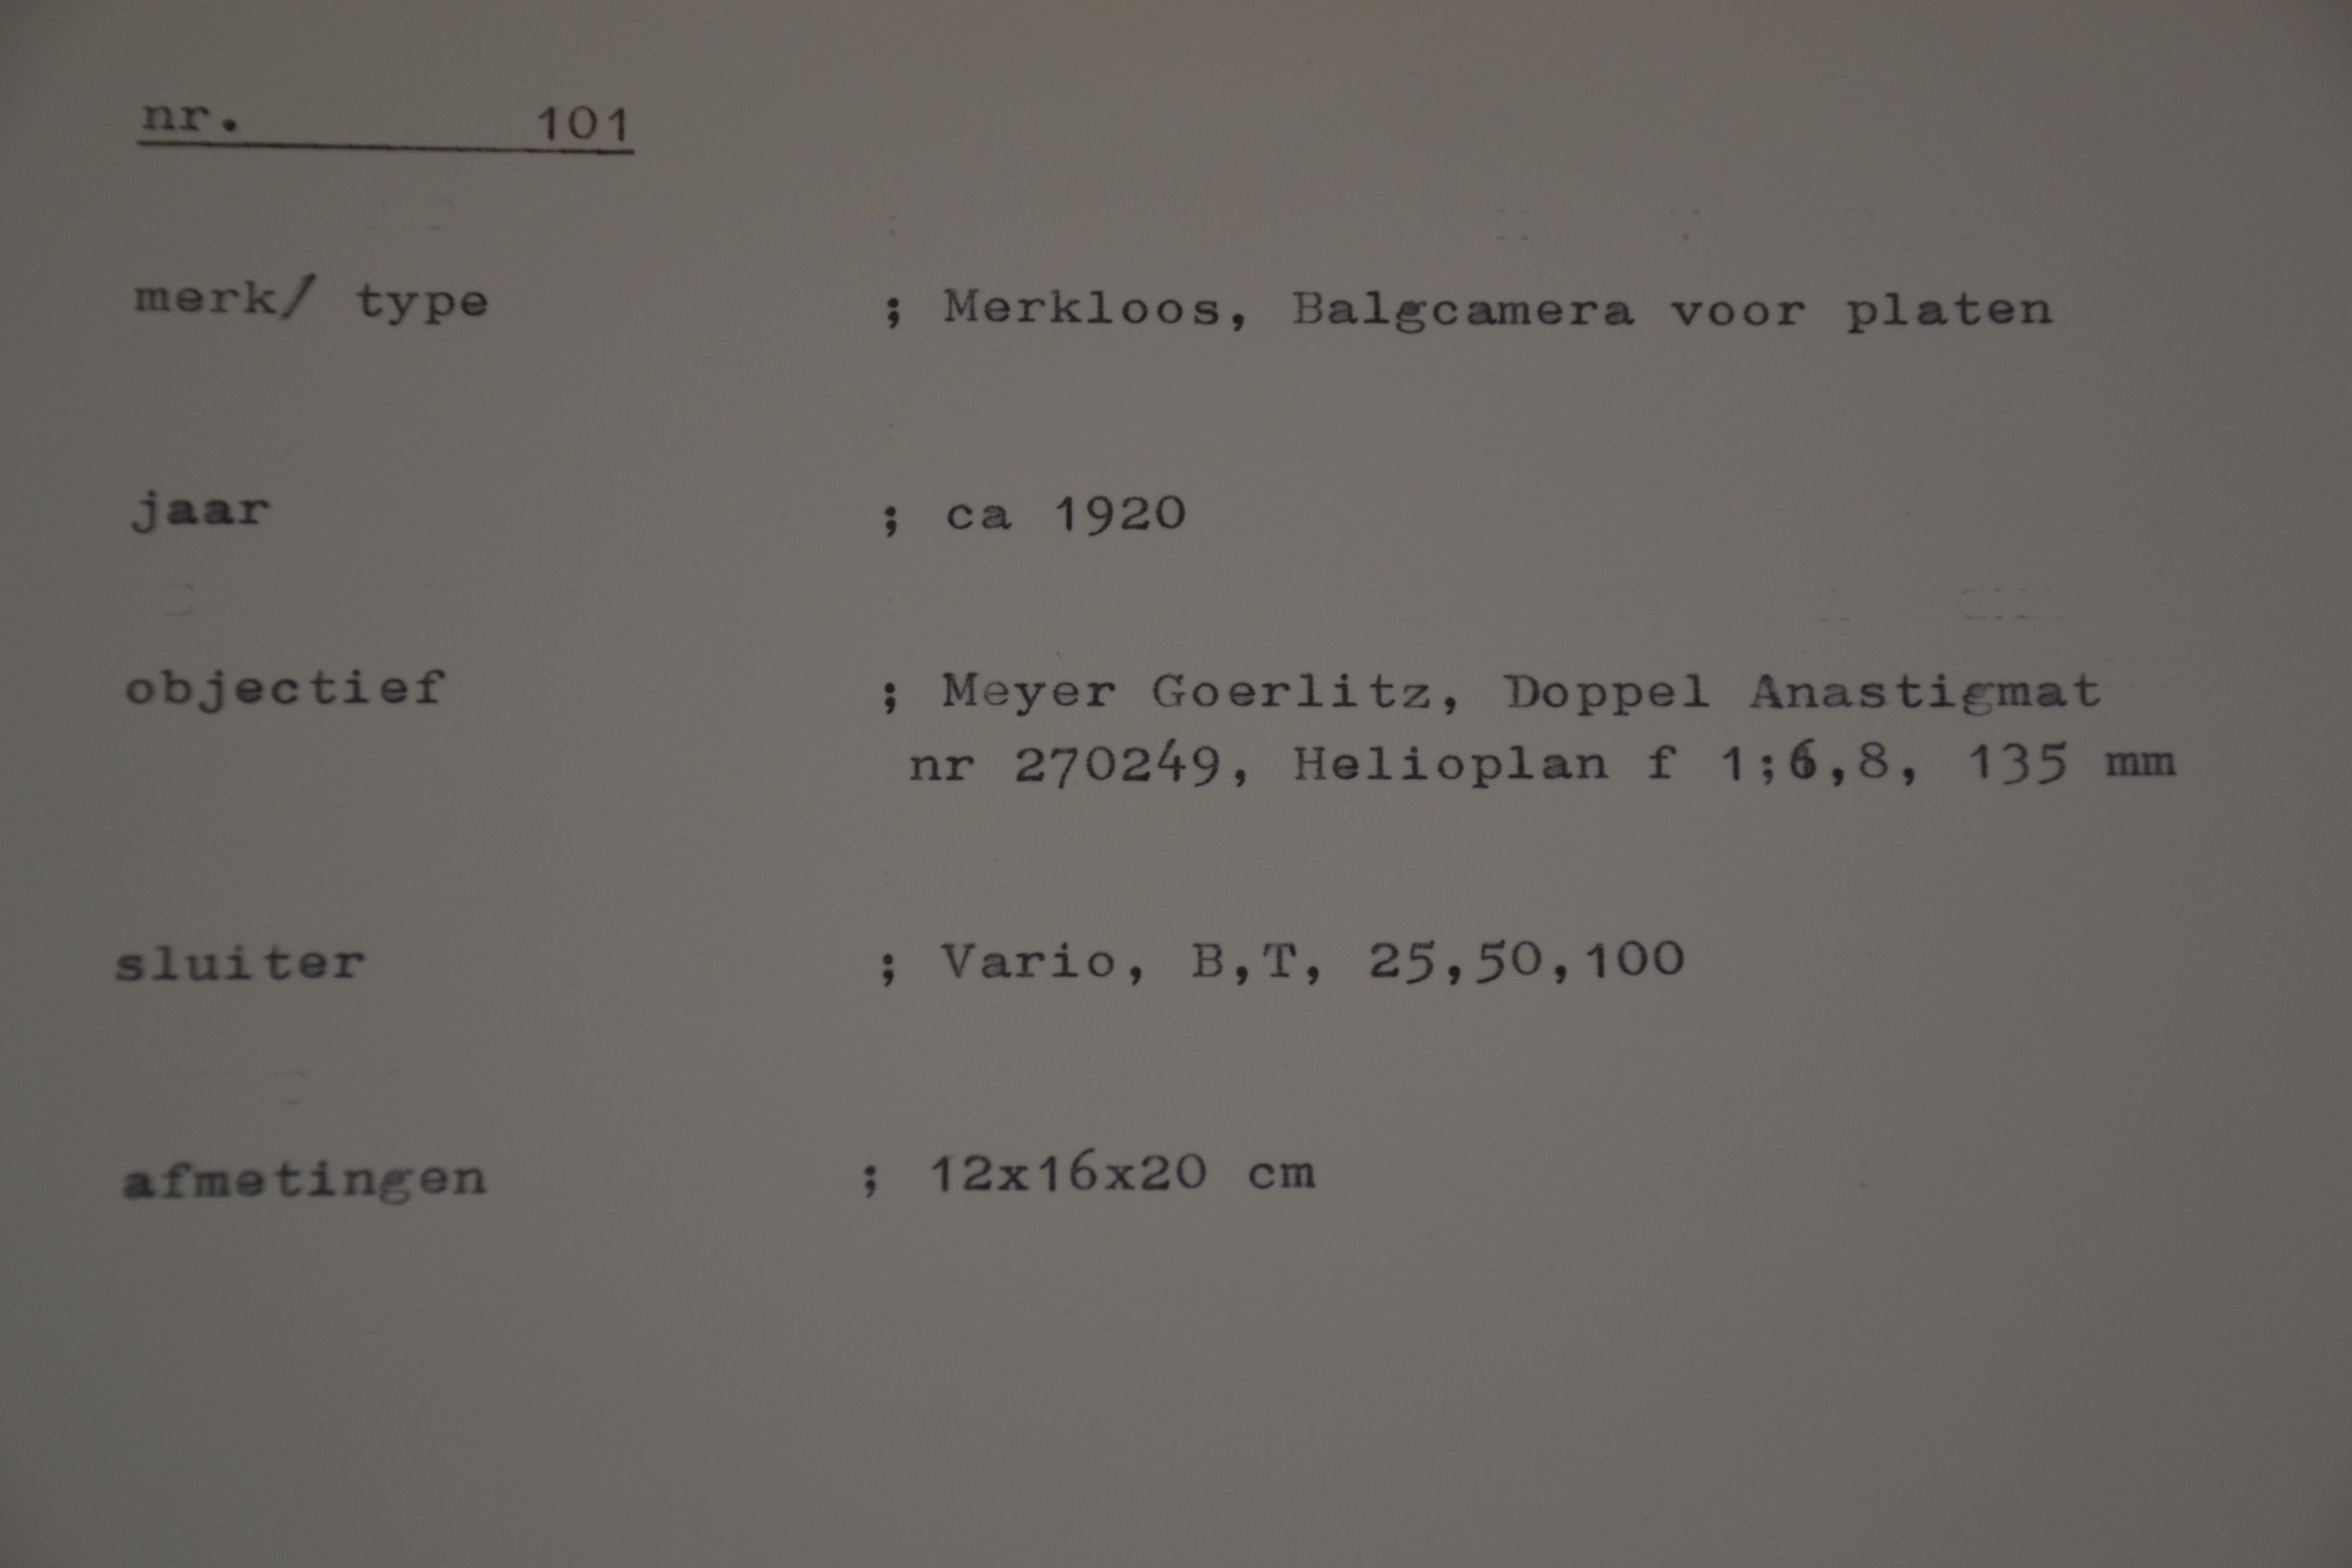 nr. 101
merk/ type ; Merkloos, Balgcamera voor platen
jaar ; ca 1920
objectief ; Meyer Goerlitz, Doppel Anastigmat
nr 270249, Helioplan f 1;6,8, 135 mm
sluiter ; Vario, B,T, 25,50,100
afmetingen ; 12x16x20 cm